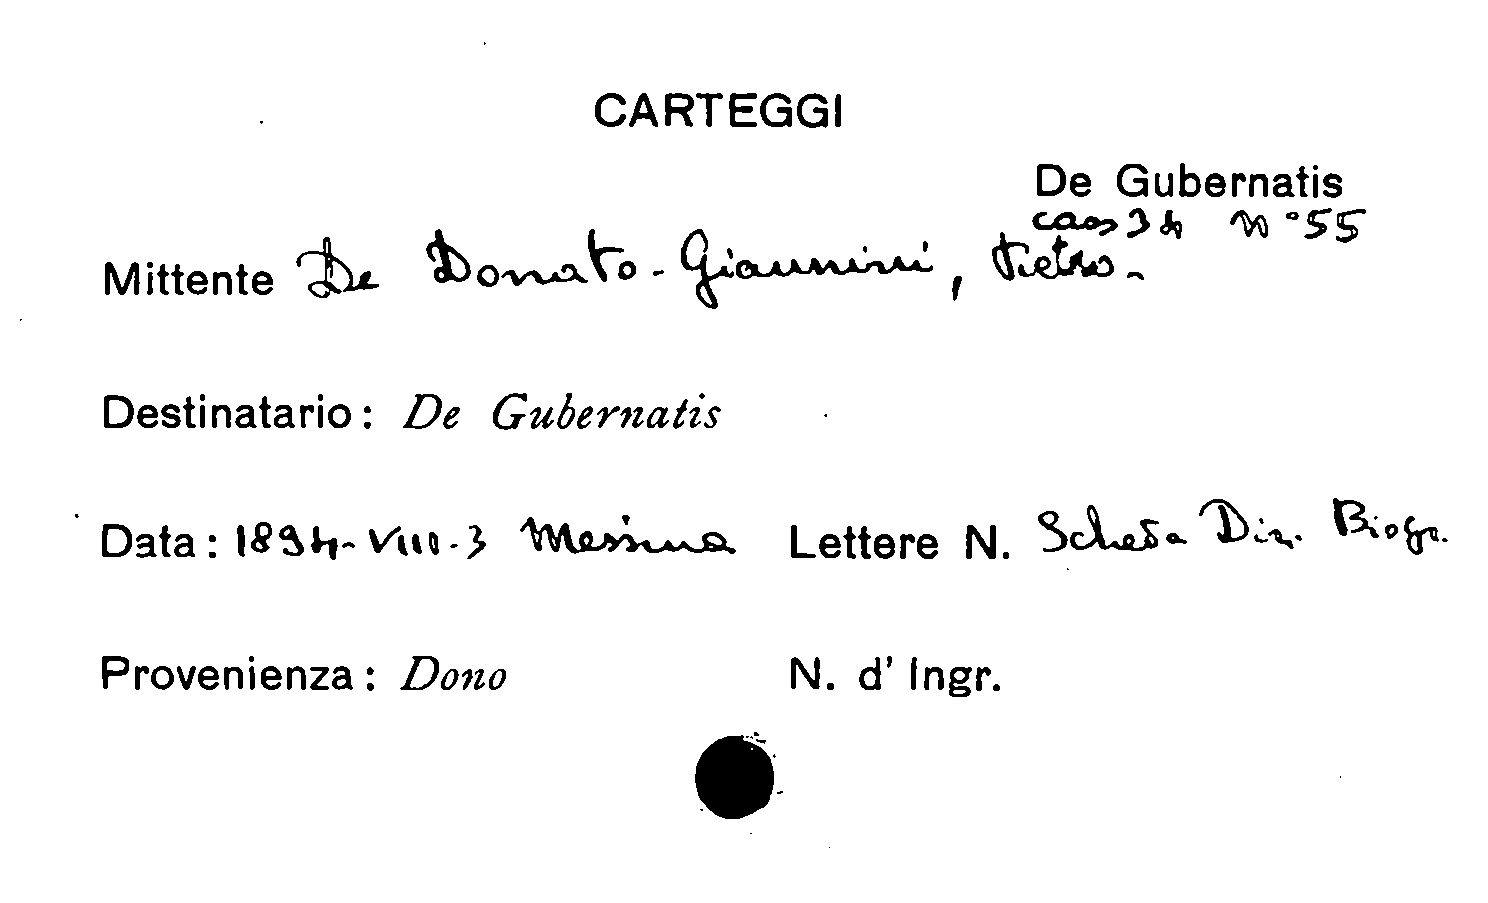 CARTEGGI
De Gubernatis
cass 34 N° 55
Mittente De Donato-Giannini, Pietro-
Destinatario: De Gubernatis
Data: 1894-VIII-3 Messina Lettere N. Scheda Diz. Biogr.
Provenienza: Dono N. d' Ingr.